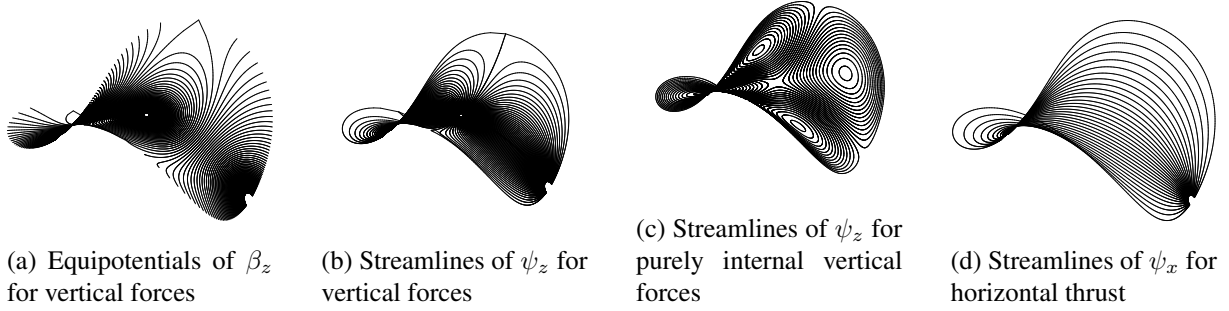 (a) Equipotentials of β_z
for vertical forces
(b) Streamlines of ψ_z for
vertical forces
(c) Streamlines of ψ_z for
purely internal vertical
forces
(d) Streamlines of ψ_x for
horizontal thrust